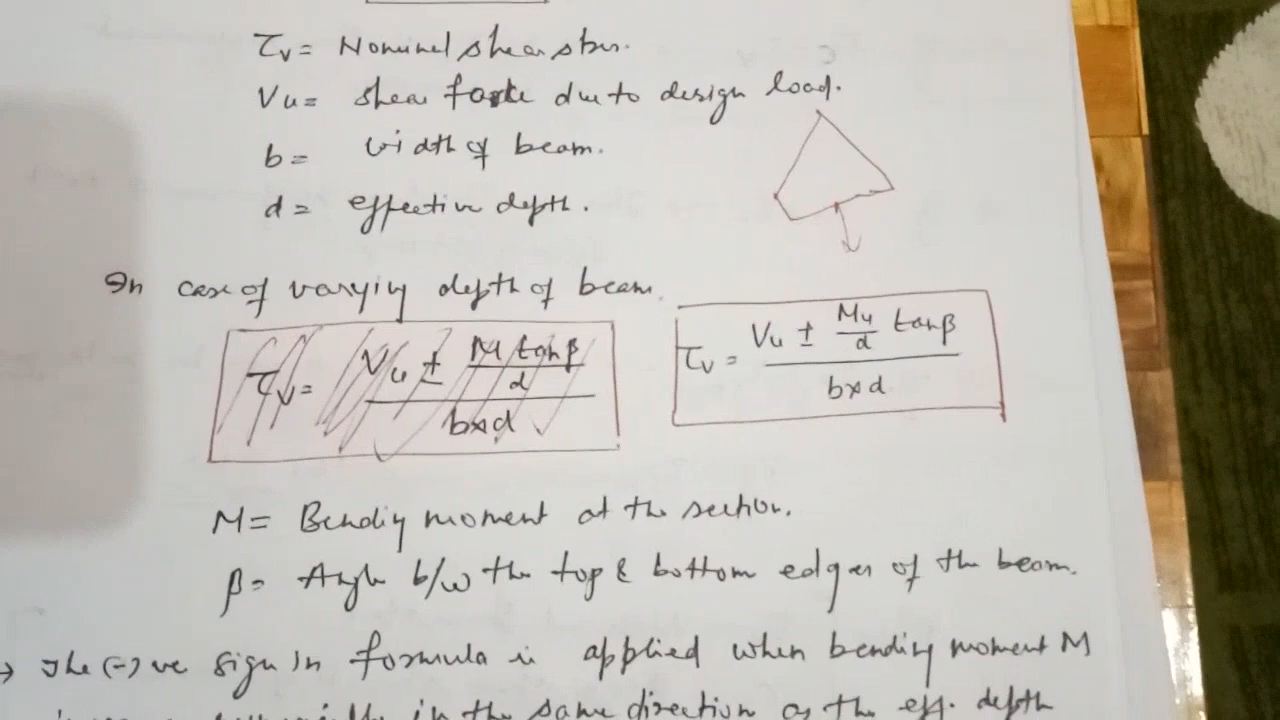 τv = Nominal shear stress.
Vu = shear force due to design load.
b = width of beam.
d = effective depth.
In case of varying depth of beam.
τv = (Vu ± (M tanβ)/d) / (b×d)
τv = (Vu ± (Mu/d) tanβ) / (b×d)
M = Bending moment at the section.
β = Angle b/w the top & bottom edges of the beam.
→ The (-)ve sign in formula is applied when bending moment M
in the same direction as the eff. depth